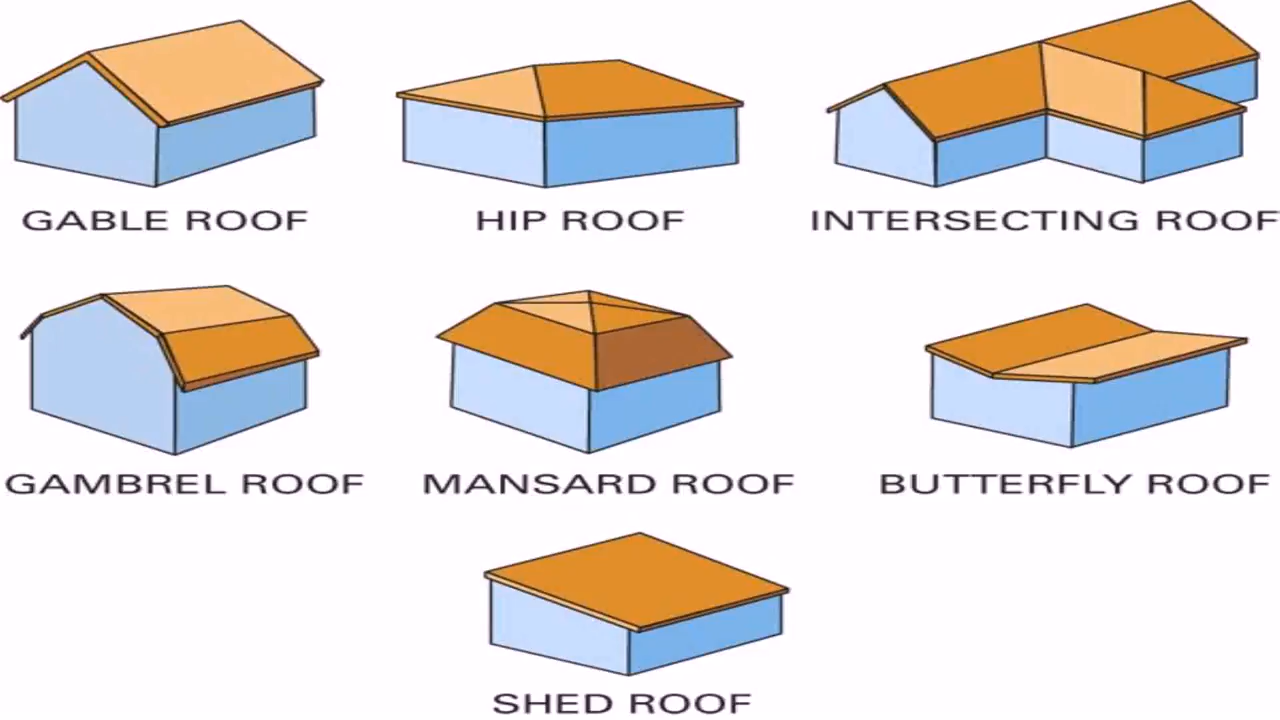 GABLE ROOF
HIP ROOF
INTERSECTING ROOF
GAMBREL ROOF
MANSARD ROOF
BUTTERFLY ROOF
SHED ROOF